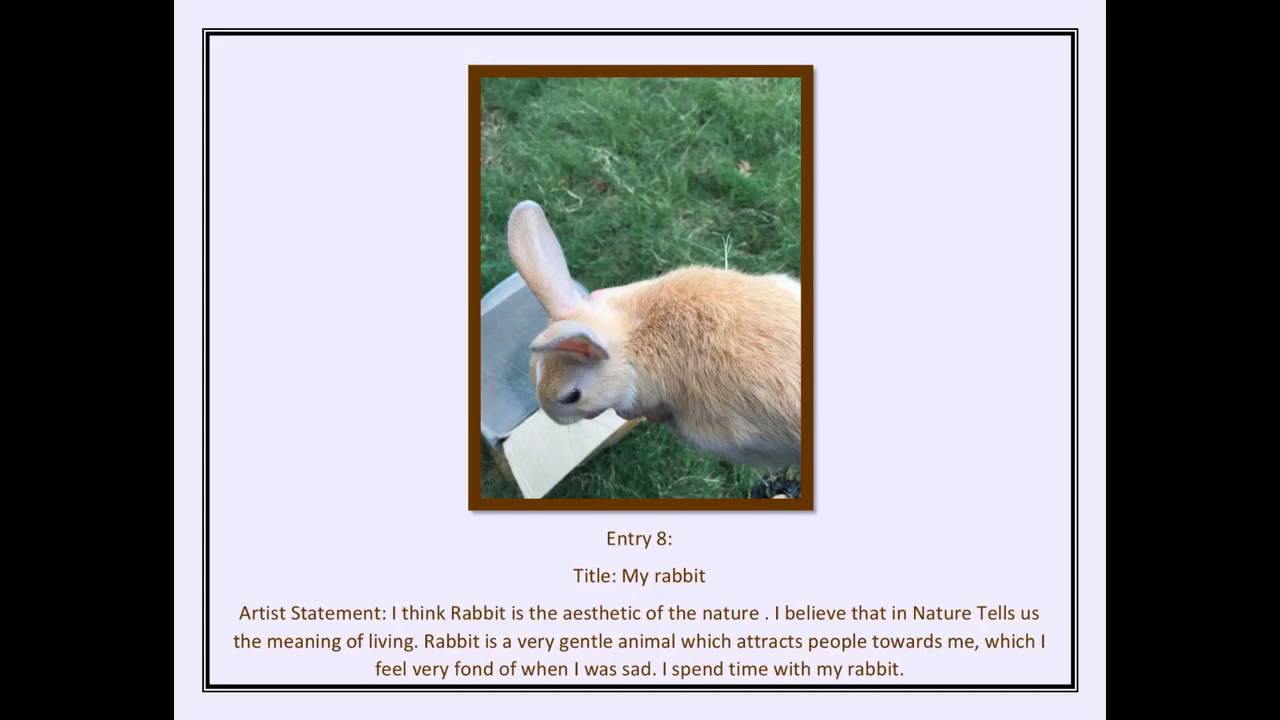 Entry 8:
Title: My rabbit
Artist Statement: I think Rabbit is the aesthetic of the nature . I believe that in Nature Tells us
the meaning of living. Rabbit is a very gentle animal which attracts people towards me, which I
feel very fond of when I was sad. I spend time with my rabbit.